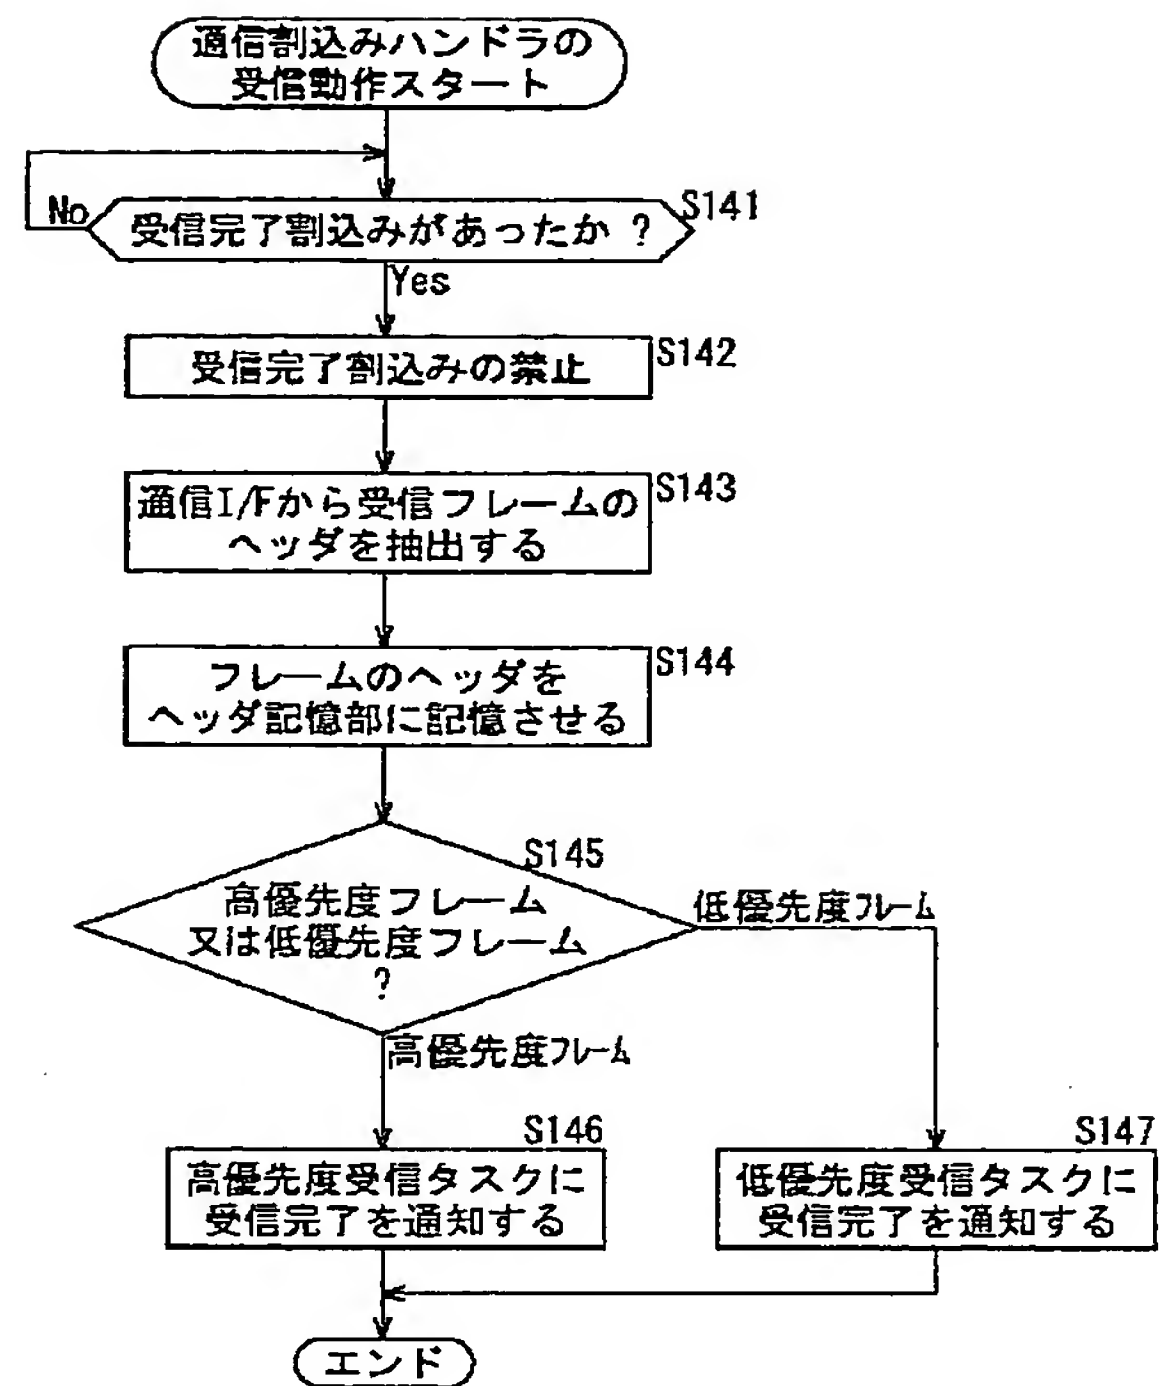 通信割込みハンドラの
受信動作スタート
No
受信完了割込みがあったか ?
S141
Yes
受信完了割込みの禁止
S142
通信I/Fから受信フレームの
ヘッダを抽出する
S143
フレームのヘッダを
ヘッダ記憶部に記憶させる
S144
S145
高優先度フレーム
又は低優先度フレーム
?
低優先度フレーム
高優先度フレーム
S146
高優先度受信タスクに
受信完了を通知する
S147
低優先度受信タスクに
受信完了を通知する
エンド